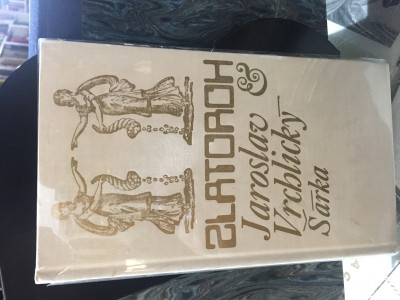 ZLATOROH
&
Jaroslav
Vrchlický
Šárka